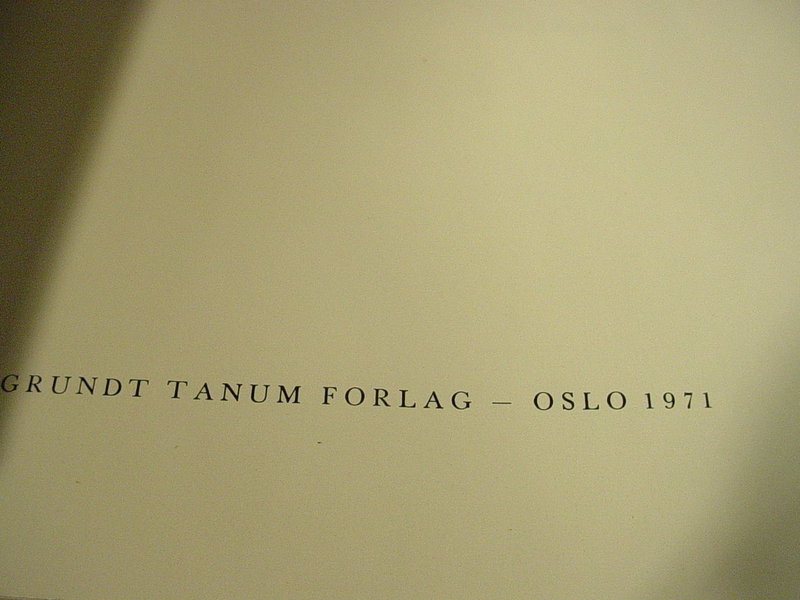 GRUNDT TANUM FORLAG – OSLO 1971